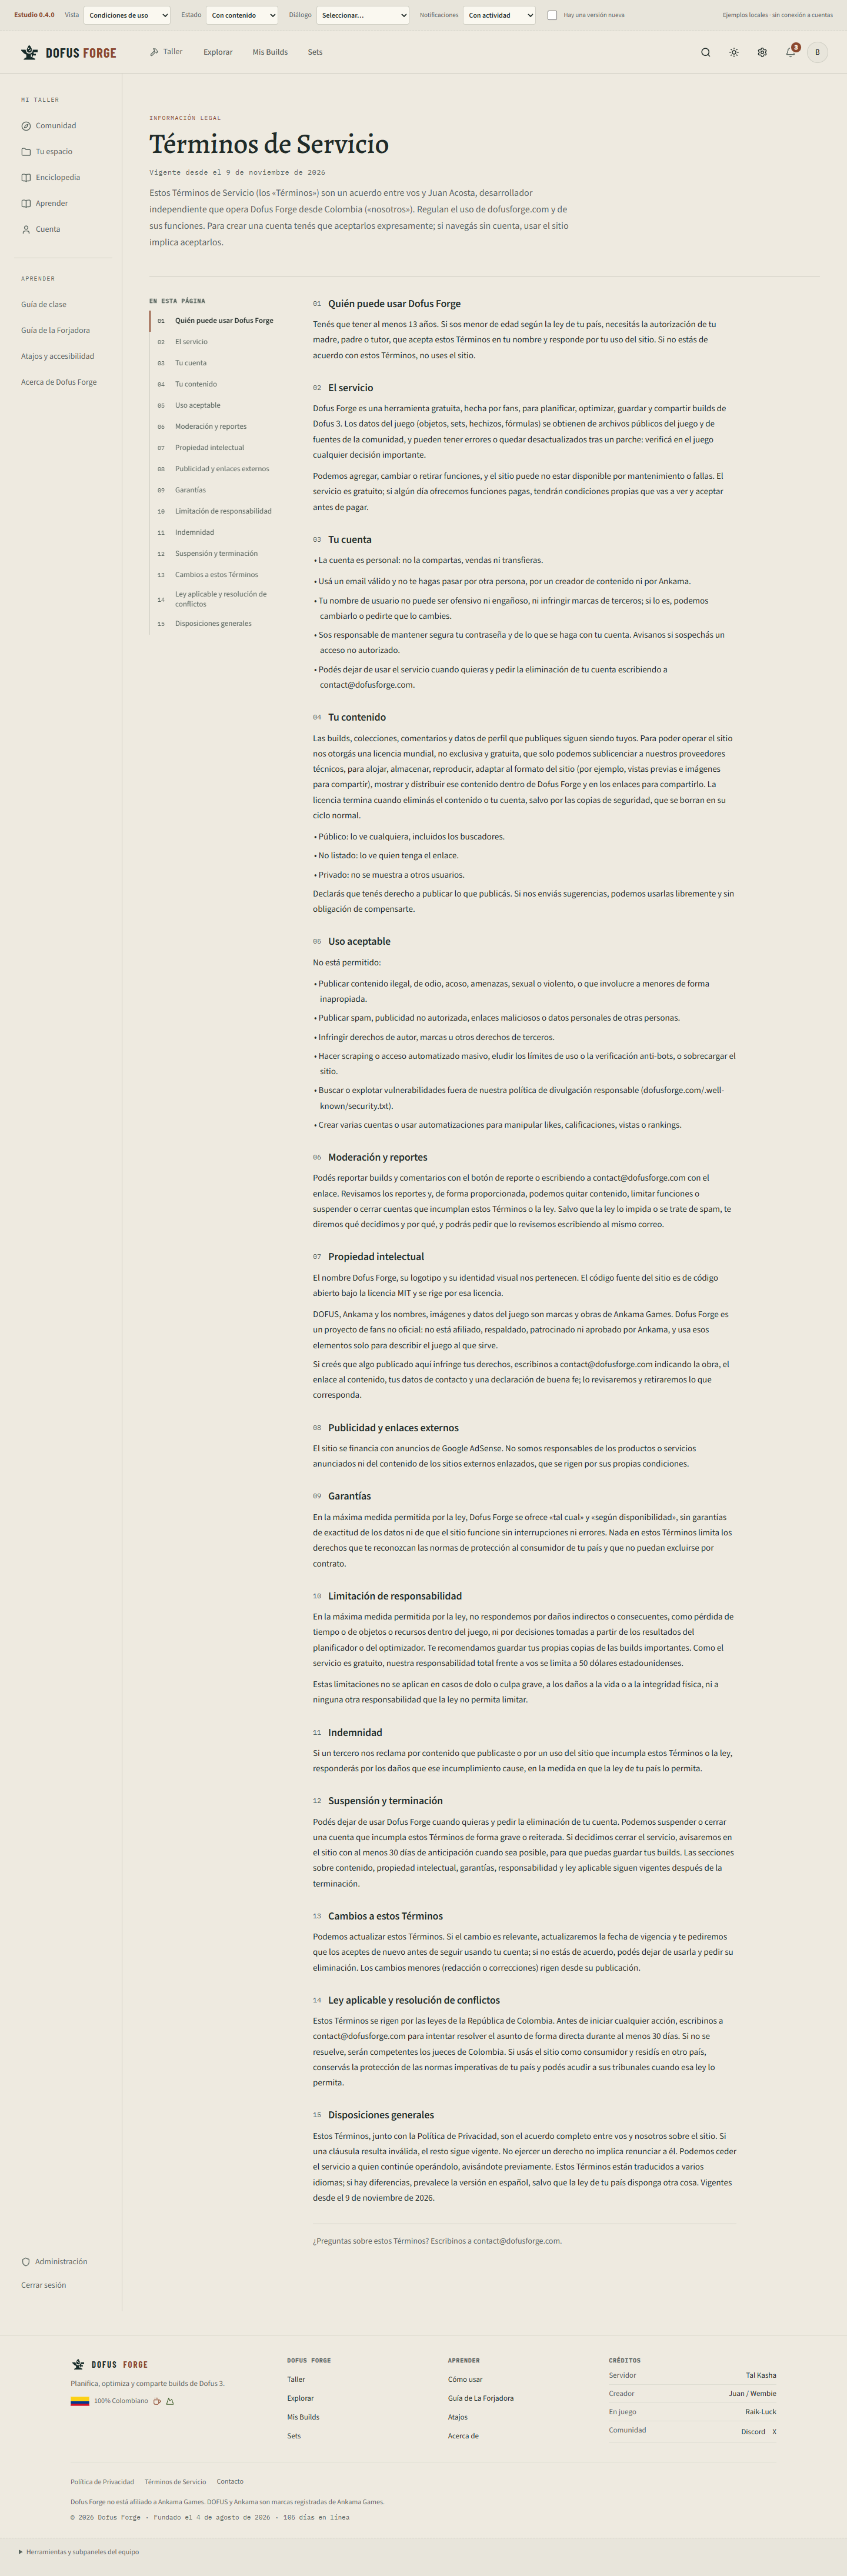 Estudio 0.4.0 Vista Condiciones de uso Estado Con contenido Diálogo Seleccionar... Notificaciones Con actividad Hay una versión nueva Ejemplos locales · sin conexión a cuentas
DOFUS FORGE Taller Explorar Mis Builds Sets 3 B
MI TALLER
Comunidad
Tu espacio
Enciclopedia
Aprender
Cuenta
APRENDER
Guía de clase
Guía de la Forjadora
Atajos y accesibilidad
Acerca de Dofus Forge
INFORMACIÓN LEGAL
Términos de Servicio
Vigente desde el 9 de noviembre de 2026
Estos Términos de Servicio (los «Términos») son un acuerdo entre vos y Juan Acosta, desarrollador
independiente que opera Dofus Forge desde Colombia («nosotros»). Regulan el uso de dofusforge.com y de
sus funciones. Para crear una cuenta tenés que aceptarlos expresamente; si navegás sin cuenta, usar el sitio
implica aceptarlos.
EN ESTA PÁGINA
01 Quién puede usar Dofus Forge
02 El servicio
03 Tu cuenta
04 Tu contenido
05 Uso aceptable
06 Moderación y reportes
07 Propiedad intelectual
08 Publicidad y enlaces externos
09 Garantías
10 Limitación de responsabilidad
11 Indemnidad
12 Suspensión y terminación
13 Cambios a estos Términos
14 Ley aplicable y resolución de
conflictos
15 Disposiciones generales
01 Quién puede usar Dofus Forge
Tenés que tener al menos 13 años. Si sos menor de edad según la ley de tu país, necesitás la autorización de tu
madre, padre o tutor, que acepta estos Términos en tu nombre y responde por tu uso del sitio. Si no estás de
acuerdo con estos Términos, no uses el sitio.
02 El servicio
Dofus Forge es una herramienta gratuita, hecha por fans, para planificar, optimizar, guardar y compartir builds de
Dofus 3. Los datos del juego (objetos, sets, hechizos, fórmulas) se obtienen de archivos públicos del juego y de
fuentes de la comunidad, y pueden tener errores o quedar desactualizados tras un parche: verificá en el juego
cualquier decisión importante.
Podemos agregar, cambiar o retirar funciones, y el sitio puede no estar disponible por mantenimiento o fallas. El
servicio es gratuito; si algún día ofrecemos funciones pagas, tendrán condiciones propias que vas a ver y aceptar
antes de pagar.
03 Tu cuenta
• La cuenta es personal: no la compartas, vendas ni transfieras.
• Usá un email válido y no te hagas pasar por otra persona, por un creador de contenido ni por Ankama.
• Tu nombre de usuario no puede ser ofensivo ni engañoso, ni infringir marcas de terceros; si lo es, podemos
cambiarlo o pedirte que lo cambies.
• Sos responsable de mantener segura tu contraseña y de lo que se haga con tu cuenta. Avisanos si sospechás un
acceso no autorizado.
• Podés dejar de usar el servicio cuando quieras y pedir la eliminación de tu cuenta escribiendo a
contact@dofusforge.com.
04 Tu contenido
Las builds, colecciones, comentarios y datos de perfil que publiques siguen siendo tuyos. Para poder operar el sitio
nos otorgás una licencia mundial, no exclusiva y gratuita, que solo podemos sublicenciar a nuestros proveedores
técnicos, para alojar, almacenar, reproducir, adaptar al formato del sitio (por ejemplo, vistas previas e imágenes
para compartir), mostrar y distribuir ese contenido dentro de Dofus Forge y en los enlaces para compartirlo. La
licencia termina cuando eliminás el contenido o tu cuenta, salvo por las copias de seguridad, que se borran en su
ciclo normal.
• Público: lo ve cualquiera, incluidos los buscadores.
• No listado: lo ve quien tenga el enlace.
• Privado: no se muestra a otros usuarios.
Declarás que tenés derecho a publicar lo que publicás. Si nos enviás sugerencias, podemos usarlas libremente y sin
obligación de compensarte.
05 Uso aceptable
No está permitido:
• Publicar contenido ilegal, de odio, acoso, amenazas, sexual o violento, o que involucre a menores de forma
inapropiada.
• Publicar spam, publicidad no autorizada, enlaces maliciosos o datos personales de otras personas.
• Infringir derechos de autor, marcas u otros derechos de terceros.
• Hacer scraping o acceso automatizado masivo, eludir los límites de uso o la verificación anti-bots, o sobrecargar el
sitio.
• Buscar o explotar vulnerabilidades fuera de nuestra política de divulgación responsable (dofusforge.com/.well-
known/security.txt).
• Crear varias cuentas o usar automatizaciones para manipular likes, calificaciones, vistas o rankings.
06 Moderación y reportes
Podés reportar builds y comentarios con el botón de reporte o escribiendo a contact@dofusforge.com con el
enlace. Revisamos los reportes y, de forma proporcionada, podemos quitar contenido, limitar funciones o
suspender o cerrar cuentas que incumplan estos Términos o la ley. Salvo que la ley lo impida o se trate de spam, te
diremos qué decidimos y por qué, y podrás pedir que lo revisemos escribiendo al mismo correo.
07 Propiedad intelectual
El nombre Dofus Forge, su logotipo y su identidad visual nos pertenecen. El código fuente del sitio es de código
abierto bajo la licencia MIT y se rige por esa licencia.
DOFUS, Ankama y los nombres, imágenes y datos del juego son marcas y obras de Ankama Games. Dofus Forge es
un proyecto de fans no oficial: no está afiliado, respaldado, patrocinado ni aprobado por Ankama, y usa esos
elementos solo para describir el juego al que sirve.
Si creés que algo publicado aquí infringe tus derechos, escribinos a contact@dofusforge.com indicando la obra, el
enlace al contenido, tus datos de contacto y una declaración de buena fe; lo revisaremos y retiraremos lo que
corresponda.
08 Publicidad y enlaces externos
El sitio se financia con anuncios de Google AdSense. No somos responsables de los productos o servicios
anunciados ni del contenido de los sitios externos enlazados, que se rigen por sus propias condiciones.
09 Garantías
En la máxima medida permitida por la ley, Dofus Forge se ofrece «tal cual» y «según disponibilidad», sin garantías
de exactitud de los datos ni de que el sitio funcione sin interrupciones ni errores. Nada en estos Términos limita los
derechos que te reconozcan las normas de protección al consumidor de tu país y que no puedan excluirse por
contrato.
10 Limitación de responsabilidad
En la máxima medida permitida por la ley, no respondemos por daños indirectos o consecuentes, como pérdida de
tiempo o de objetos o recursos dentro del juego, ni por decisiones tomadas a partir de los resultados del
planificador o del optimizador. Te recomendamos guardar tus propias copias de las builds importantes. Como el
servicio es gratuito, nuestra responsabilidad total frente a vos se limita a 50 dólares estadounidenses.
Estas limitaciones no se aplican en casos de dolo o culpa grave, a los daños a la vida o a la integridad física, ni a
ninguna otra responsabilidad que la ley no permita limitar.
11 Indemnidad
Si un tercero nos reclama por contenido que publicaste o por un uso del sitio que incumpla estos Términos o la ley,
responderás por los daños que ese incumplimiento cause, en la medida en que la ley de tu país lo permita.
12 Suspensión y terminación
Podés dejar de usar Dofus Forge cuando quieras y pedir la eliminación de tu cuenta. Podemos suspender o cerrar
una cuenta que incumpla estos Términos de forma grave o reiterada. Si decidimos cerrar el servicio, avisaremos en
el sitio con al menos 30 días de anticipación cuando sea posible, para que puedas guardar tus builds. Las secciones
sobre contenido, propiedad intelectual, garantías, responsabilidad y ley aplicable siguen vigentes después de la
terminación.
13 Cambios a estos Términos
Podemos actualizar estos Términos. Si el cambio es relevante, actualizaremos la fecha de vigencia y te pediremos
que los aceptes de nuevo antes de seguir usando tu cuenta; si no estás de acuerdo, podés dejar de usarla y pedir su
eliminación. Los cambios menores (redacción o correcciones) rigen desde su publicación.
14 Ley aplicable y resolución de conflictos
Estos Términos se rigen por las leyes de la República de Colombia. Antes de iniciar cualquier acción, escribinos a
contact@dofusforge.com para intentar resolver el asunto de forma directa durante al menos 30 días. Si no se
resuelve, serán competentes los jueces de Colombia. Si usás el sitio como consumidor y residís en otro país,
conservás la protección de las normas imperativas de tu país y podés acudir a sus tribunales cuando esa ley lo
permita.
15 Disposiciones generales
Estos Términos, junto con la Política de Privacidad, son el acuerdo completo entre vos y nosotros sobre el sitio. Si
una cláusula resulta inválida, el resto sigue vigente. No ejercer un derecho no implica renunciar a él. Podemos ceder
el servicio a quien continúe operándolo, avisándote previamente. Estos Términos están traducidos a varios
idiomas; si hay diferencias, prevalece la versión en español, salvo que la ley de tu país disponga otra cosa. Vigentes
desde el 9 de noviembre de 2026.
¿Preguntas sobre estos Términos? Escribinos a contact@dofusforge.com.
Administración
Cerrar sesión
DOFUS FORGE
Planifica, optimiza y comparte builds de Dofus 3.
100% Colombiano
DOFUS FORGE
Taller
Explorar
Mis Builds
Sets
APRENDER
Cómo usar
Guía de La Forjadora
Atajos
Acerca de
CRÉDITOS
Servidor Tal Kasha
Creador Juan / Wembie
En juego Raik-Luck
Comunidad Discord X
Política de Privacidad Términos de Servicio Contacto
Dofus Forge no está afiliado a Ankama Games. DOFUS y Ankama son marcas registradas de Ankama Games.
© 2026 Dofus Forge · Fundado el 4 de agosto de 2026 · 105 días en línea
Herramientas y subpaneles del equipo